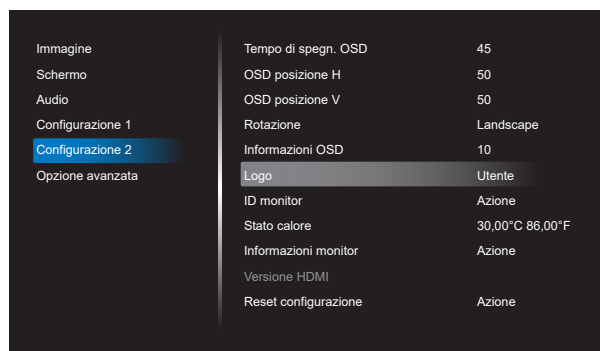 Immagine
Schermo
Audio
Configurazione 1
Configurazione 2
Opzione avanzata
Tempo di spegn. OSD 45
OSD posizione H 50
OSD posizione V 50
Rotazione Landscape
Informazioni OSD 10
Logo Utente
ID monitor Azione
Stato calore 30,00°C 86,00°F
Informazioni monitor Azione
Versione HDMI
Reset configurazione Azione